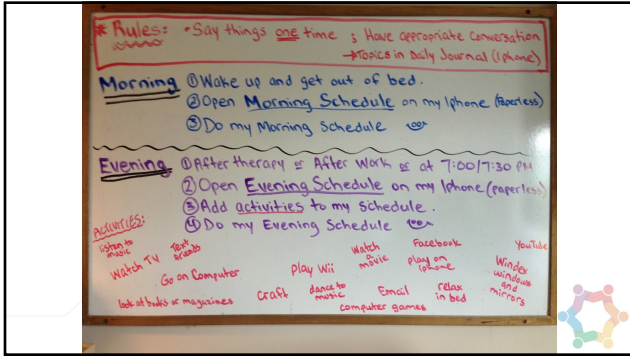 * Rules: • Say things one time ; Have appropriate conversation
→ Topics in Daily Journal (Iphone)
Morning ① Wake up and get out of bed.
② Open Morning Schedule on my Iphone (Paperless)
③ Do my Morning Schedule
Evening ① After therapy or After Work or at 7:00/7:30 PM
② Open Evening Schedule on my Iphone (paperless)
③ Add activities to my schedule.
④ Do my Evening Schedule
ACTIVITIES:
listen to music
Text friends
Watch a movie
Facebook
YouTube
Watch TV
Go on Computer
Play Wii
play on iphone
Windex windows and mirrors
look at books or magazines
Craft
dance to music
Email
relax in bed
computer games